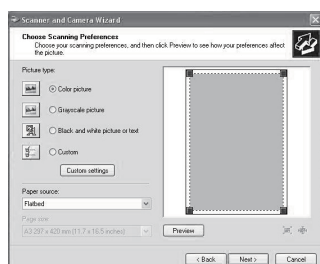 Scanner and Camera Wizard
Choose Scanning Preferences
Choose your scanning preferences, and then click Preview to see how your preferences affect
the picture.
Picture type:
Color picture
Grayscale picture
Black and white picture or text
Custom
Custom settings
Paper source:
Flatbed
Page size:
A3 297 x 420 mm (11.7 x 16.5 inches)
Preview
< Back
Next >
Cancel